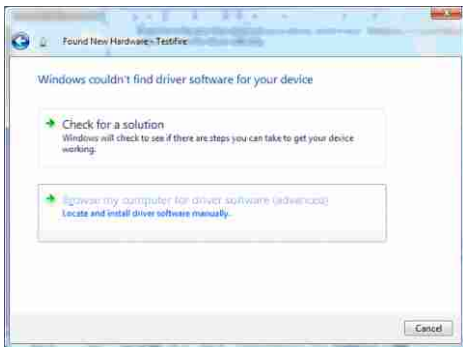 Found New Hardware - Testifire
Windows couldn't find driver software for your device
Check for a solution
Windows will check to see if there are steps you can take to get your device
working.
Browse my computer for driver software (advanced)
Locate and install driver software manually.
Cancel